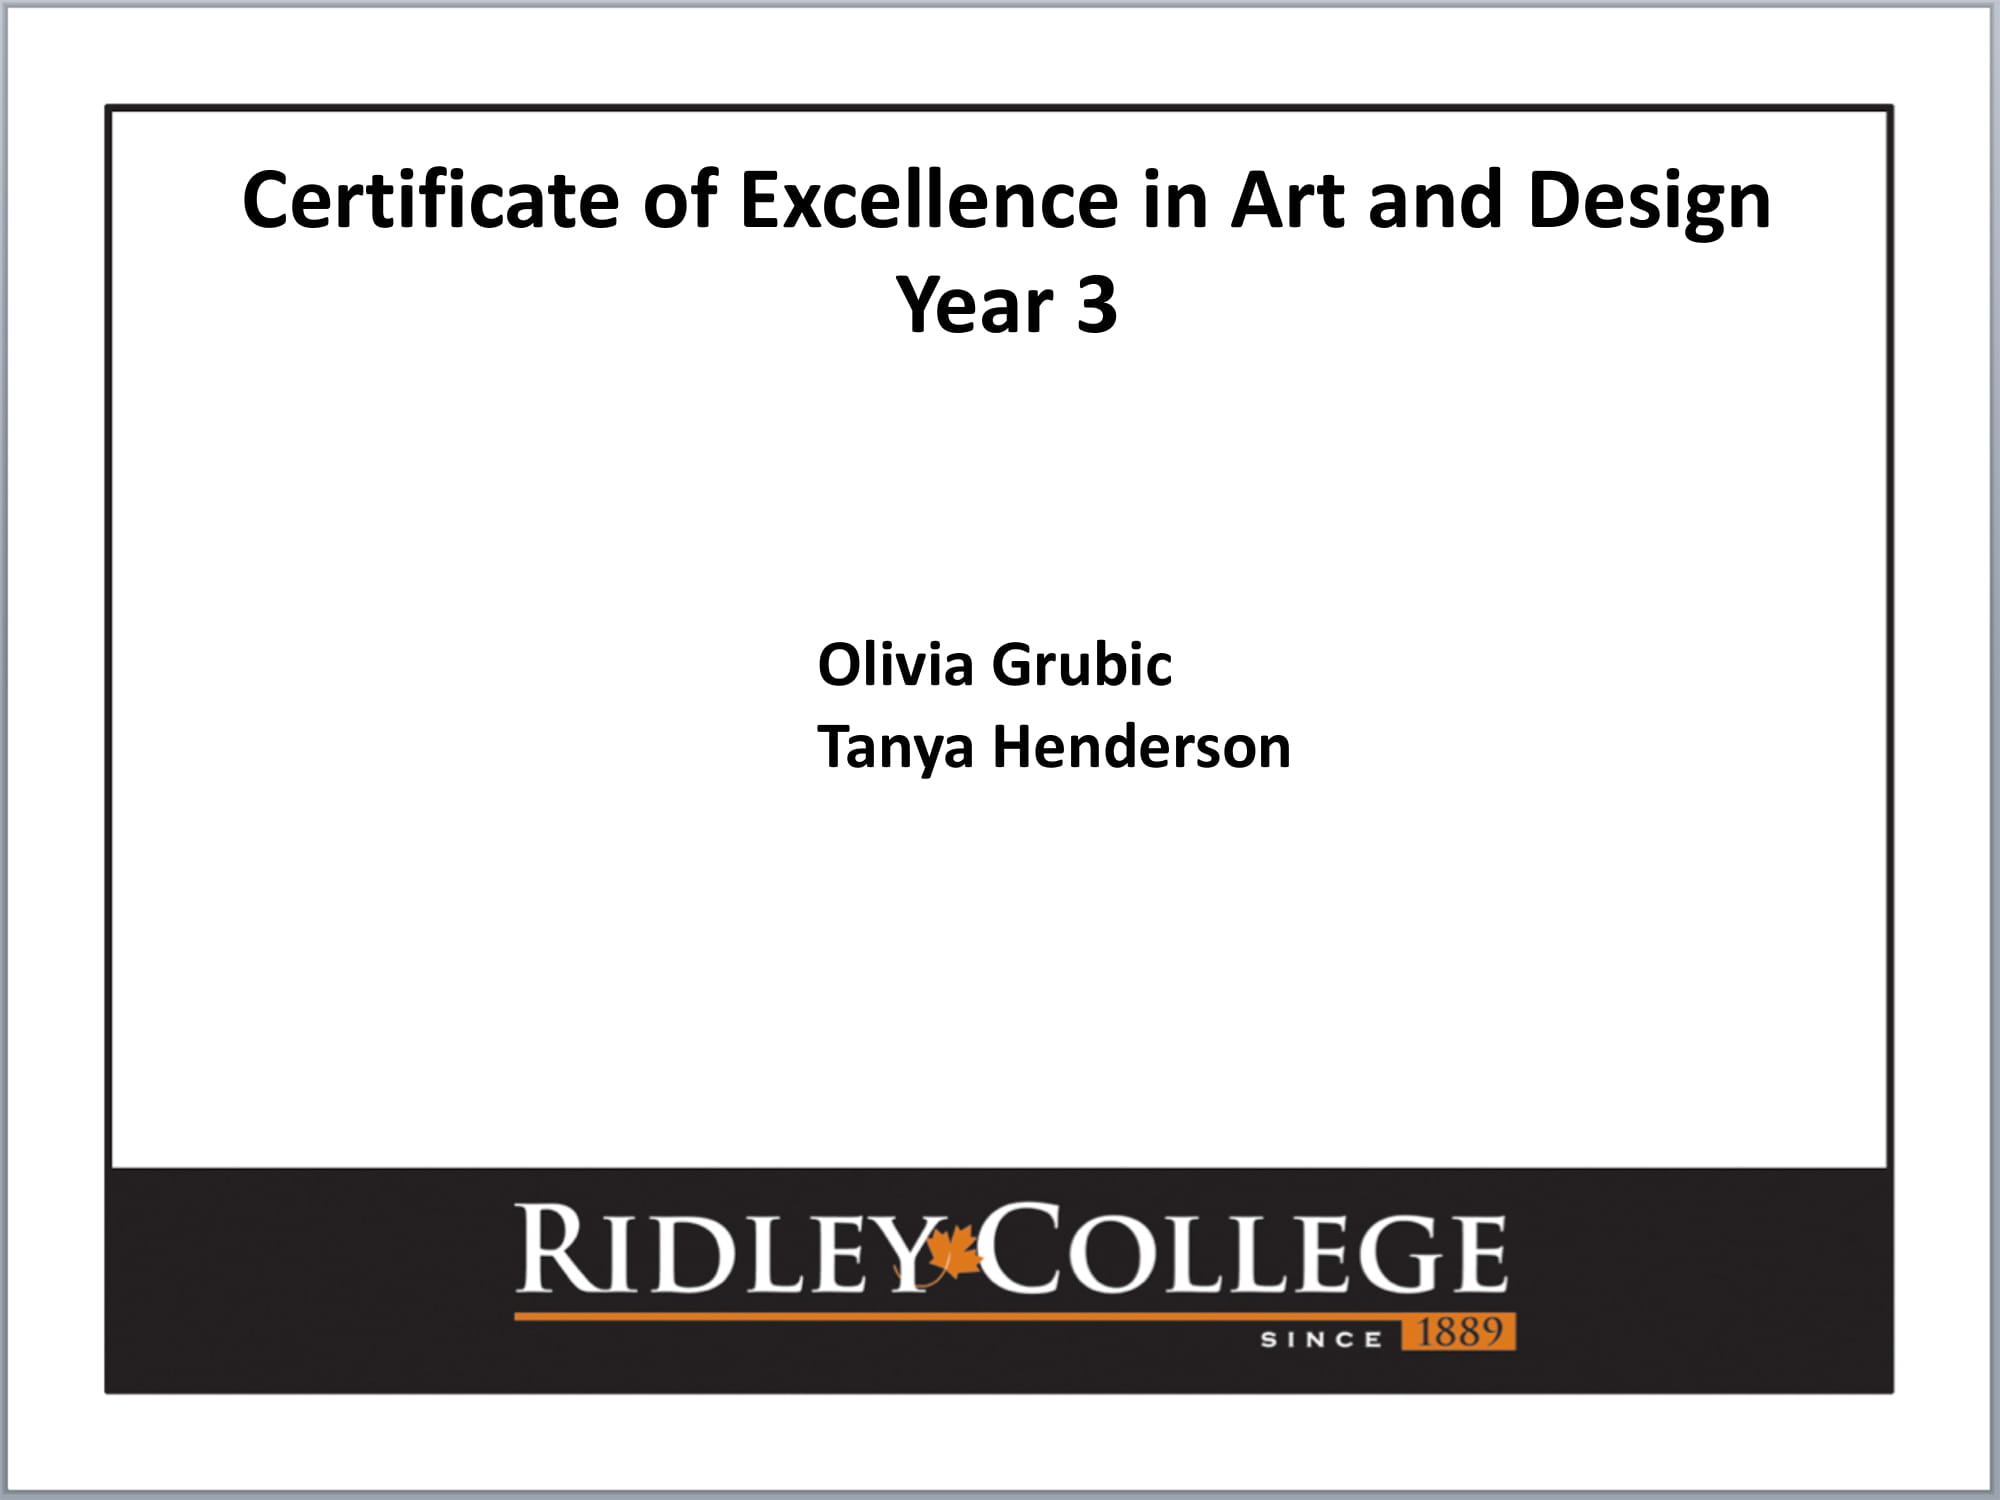 Certificate of Excellence in Art and Design
Year 3
Olivia Grubic
Tanya Henderson
RIDLEY COLLEGE
SINCE 1889